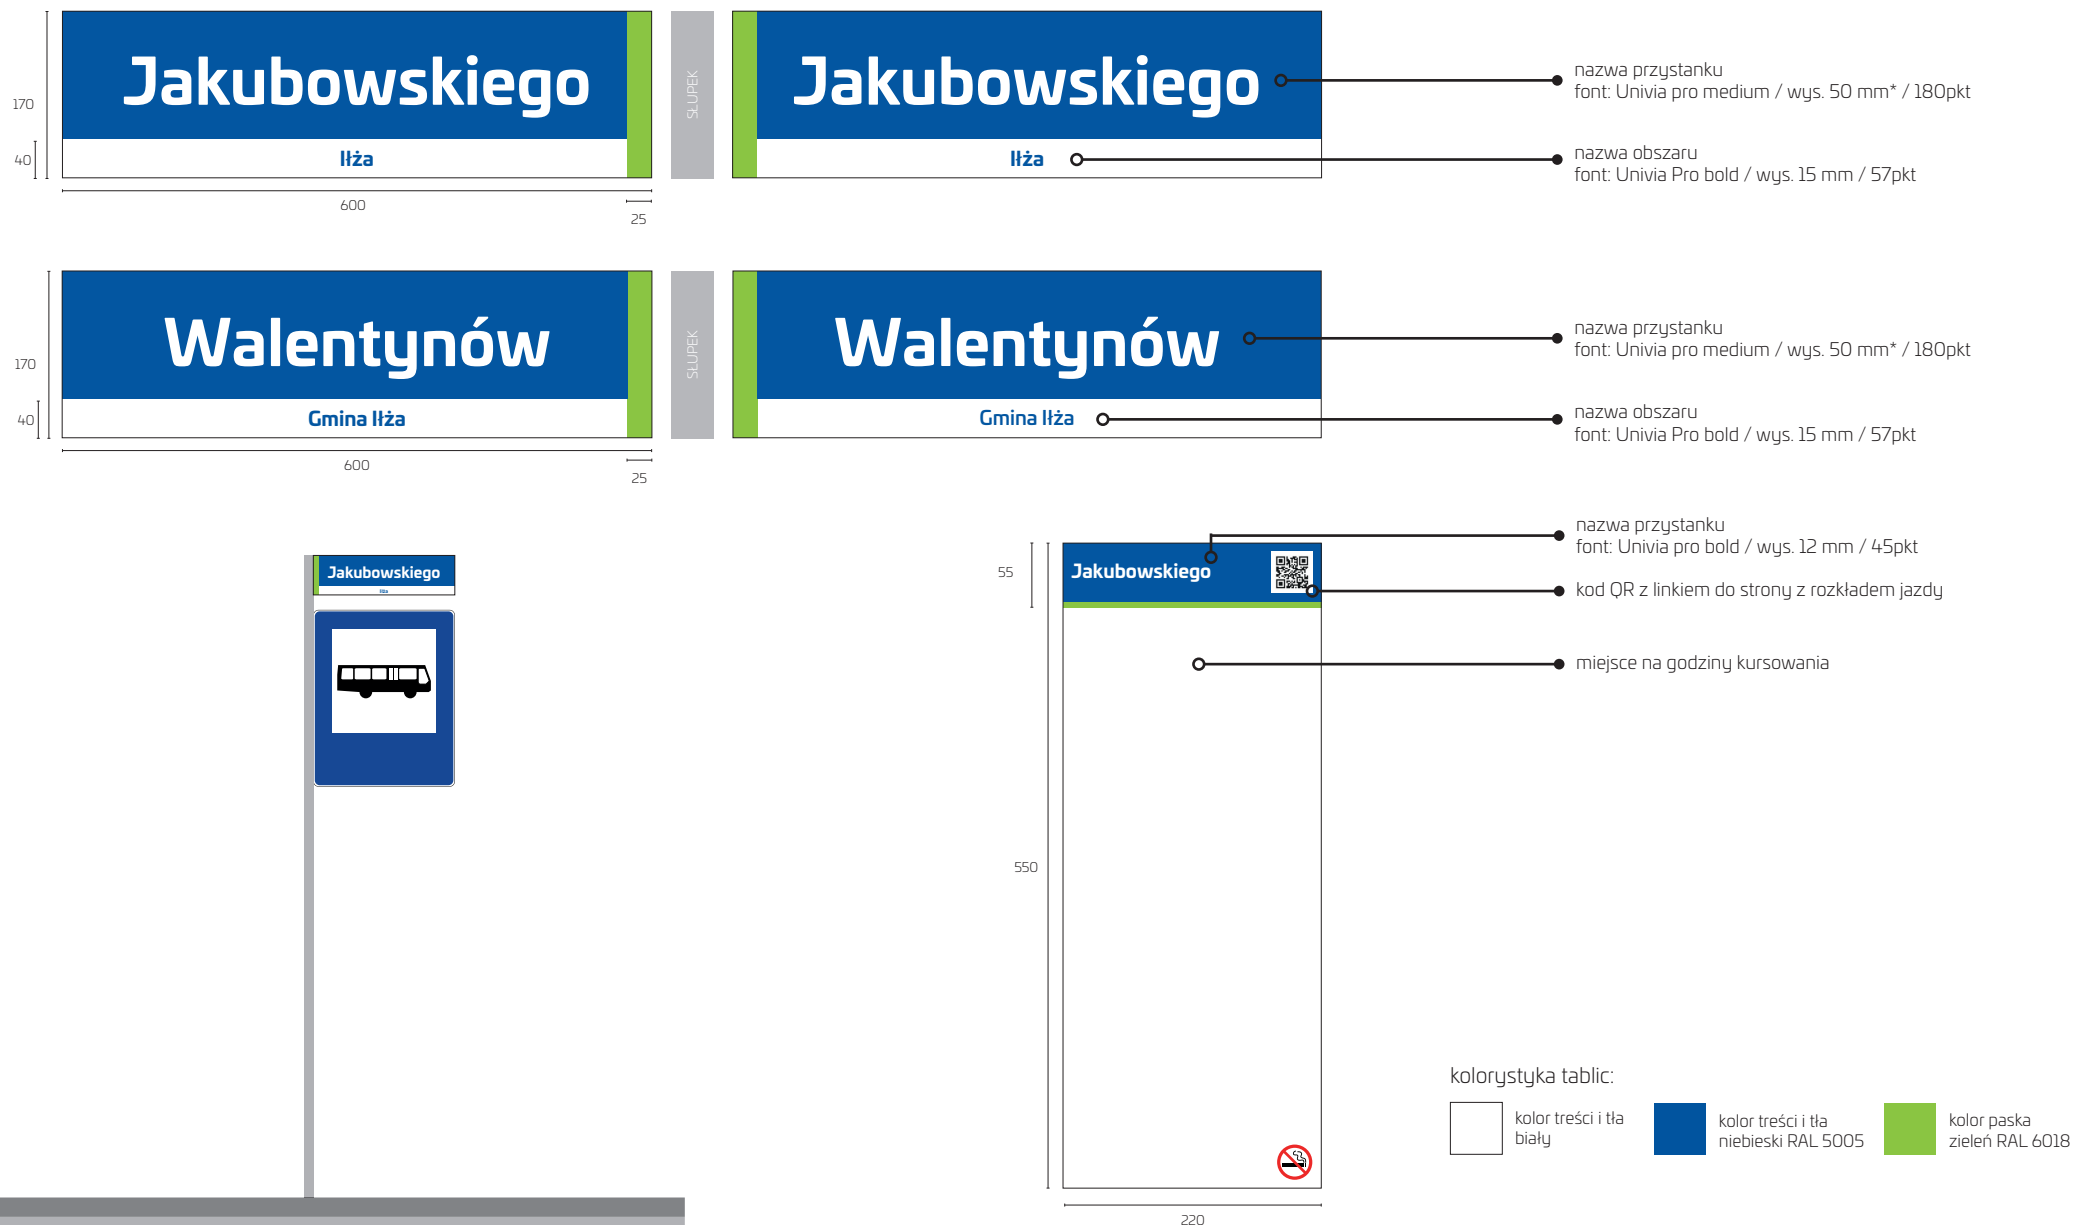 170
40
Jakubowskiego
Iłża
600
25
SŁUPEK
Jakubowskiego
Iłża
nazwa przystanku
font: Univia pro medium / wys. 50 mm* / 180pkt
nazwa obszaru
font: Univia Pro bold / wys. 15 mm / 57pkt
170
40
Walentynów
Gmina Iłża
600
25
SŁUPEK
Walentynów
Gmina Iłża
nazwa przystanku
font: Univia pro medium / wys. 50 mm* / 180pkt
nazwa obszaru
font: Univia Pro bold / wys. 15 mm / 57pkt
Jakubowskiego
Iłża
55
550
Jakubowskiego
220
nazwa przystanku
font: Univia pro bold / wys. 12 mm / 45pkt
kod QR z linkiem do strony z rozkładem jazdy
miejsce na godziny kursowania
kolorystyka tablic:
kolor treści i tła
biały
kolor treści i tła
niebieski RAL 5005
kolor paska
zieleń RAL 6018